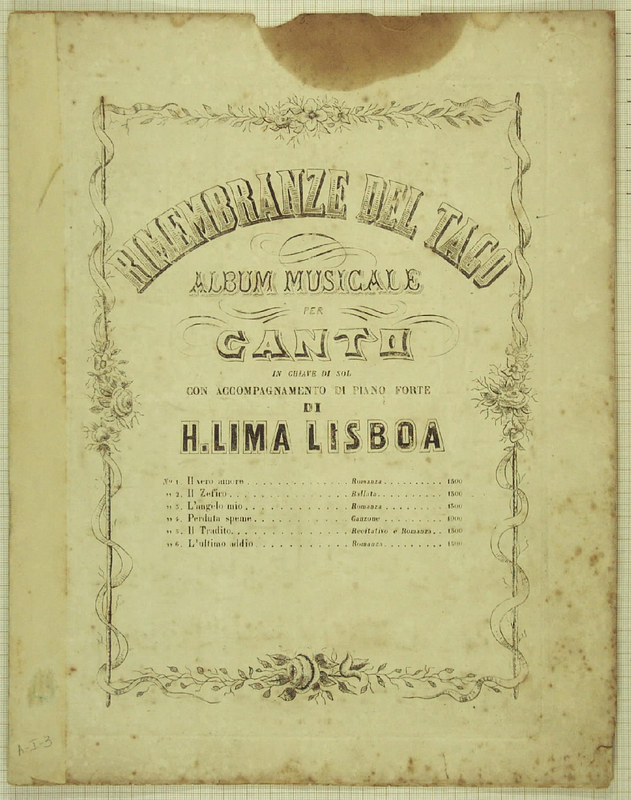 RIMEMBRANZE DEL TAGO
ALBUM MUSICALE
PER
CANTO
IN CHIAVE DI SOL
CON ACCOMPAGNAMENTO DI PIANO FORTE
DI
H. LIMA LISBOA
Nº 1. Il vero amore . . . . . . . . . . . . . Romanza . . . . . . . . . 1500
" 2. Il Zefiro . . . . . . . . . . . . . . . Ballata . . . . . . . . . 1500
" 3. L'angelo mio . . . . . . . . . . . . . Romanza . . . . . . . . . 1500
" 4. Perduta speme . . . . . . . . . . . . Canzone . . . . . . . . . 1000
" 5. Il Tradito . . . . . . . . . . . . . . Recitativo e Romanza . . 1500
" 6. L'ultimo addio . . . . . . . . . . . . Romanza . . . . . . . . . 1500
A-I-3